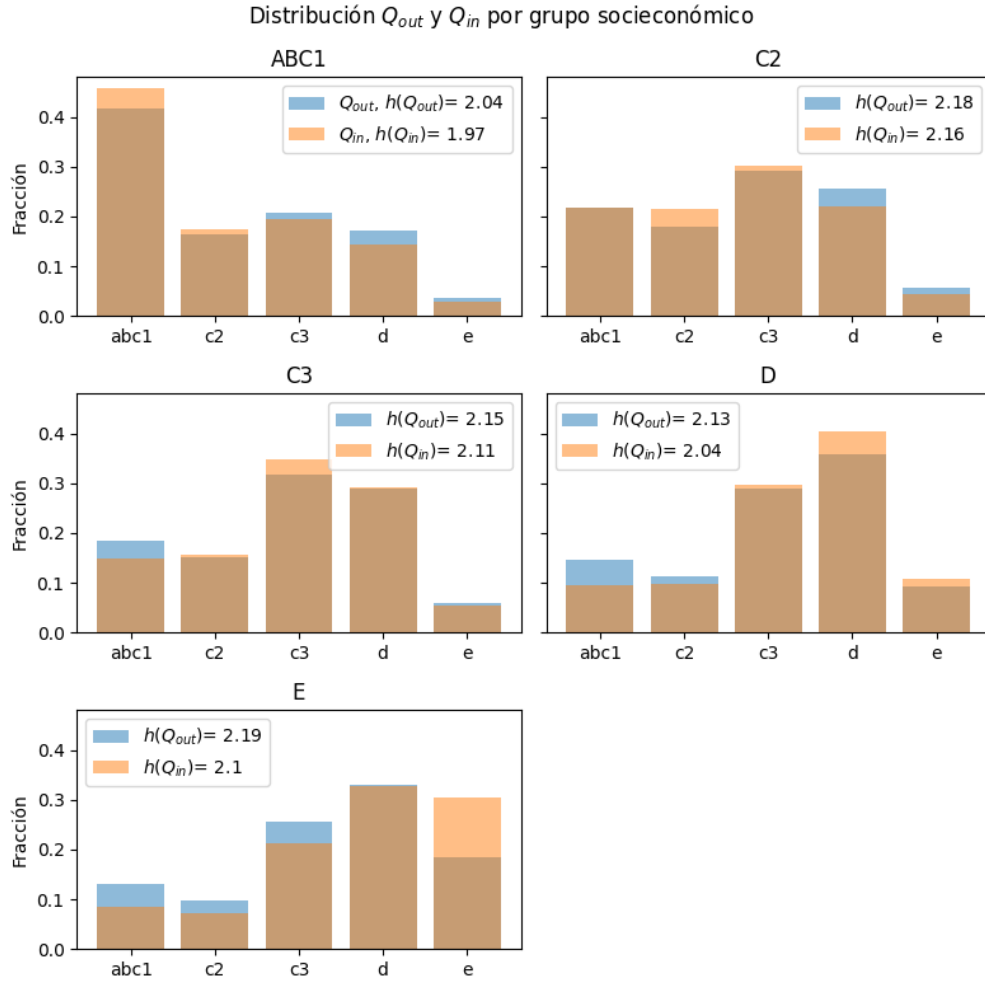 Distribución Q_out y Q_in por grupo socioeconómico
ABC1
C2
Fracción
0.4
0.3
0.2
0.1
0.0
Q_out, h(Q_out)= 2.04
Q_in, h(Q_in)= 1.97
h(Q_out)= 2.18
h(Q_in)= 2.16
abc1 c2 c3 d e
abc1 c2 c3 d e
C3
D
Fracción
0.4
0.3
0.2
0.1
0.0
h(Q_out)= 2.15
h(Q_in)= 2.11
h(Q_out)= 2.13
h(Q_in)= 2.04
abc1 c2 c3 d e
abc1 c2 c3 d e
E
Fracción
0.4
0.3
0.2
0.1
0.0
h(Q_out)= 2.19
h(Q_in)= 2.1
abc1 c2 c3 d e